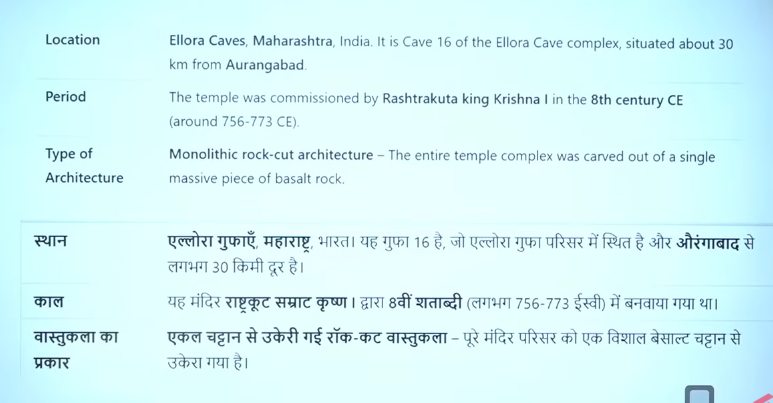 Location
Ellora Caves, Maharashtra, India. It is Cave 16 of the Ellora Cave complex, situated about 30
km from Aurangabad.
Period
The temple was commissioned by Rashtrakuta king Krishna I in the 8th century CE
(around 756-773 CE).
Type of
Architecture
Monolithic rock-cut architecture – The entire temple complex was carved out of a single
massive piece of basalt rock.
स्थान
एल्लोरा गुफाएँ, महाराष्ट्र, भारत। यह गुफा 16 है, जो एल्लोरा गुफा परिसर में स्थित है और औरंगाबाद से
लगभग 30 किमी दूर है।
काल
यह मंदिर राष्ट्रकूट सम्राट कृष्ण I द्वारा 8वीं शताब्दी (लगभग 756-773 ईस्वी) में बनवाया गया था।
वास्तुकला का
प्रकार
एकल चट्टान से उकेरी गई रॉक-कट वास्तुकला – पूरे मंदिर परिसर को एक विशाल बेसाल्ट चट्टान से
उकेरा गया है।